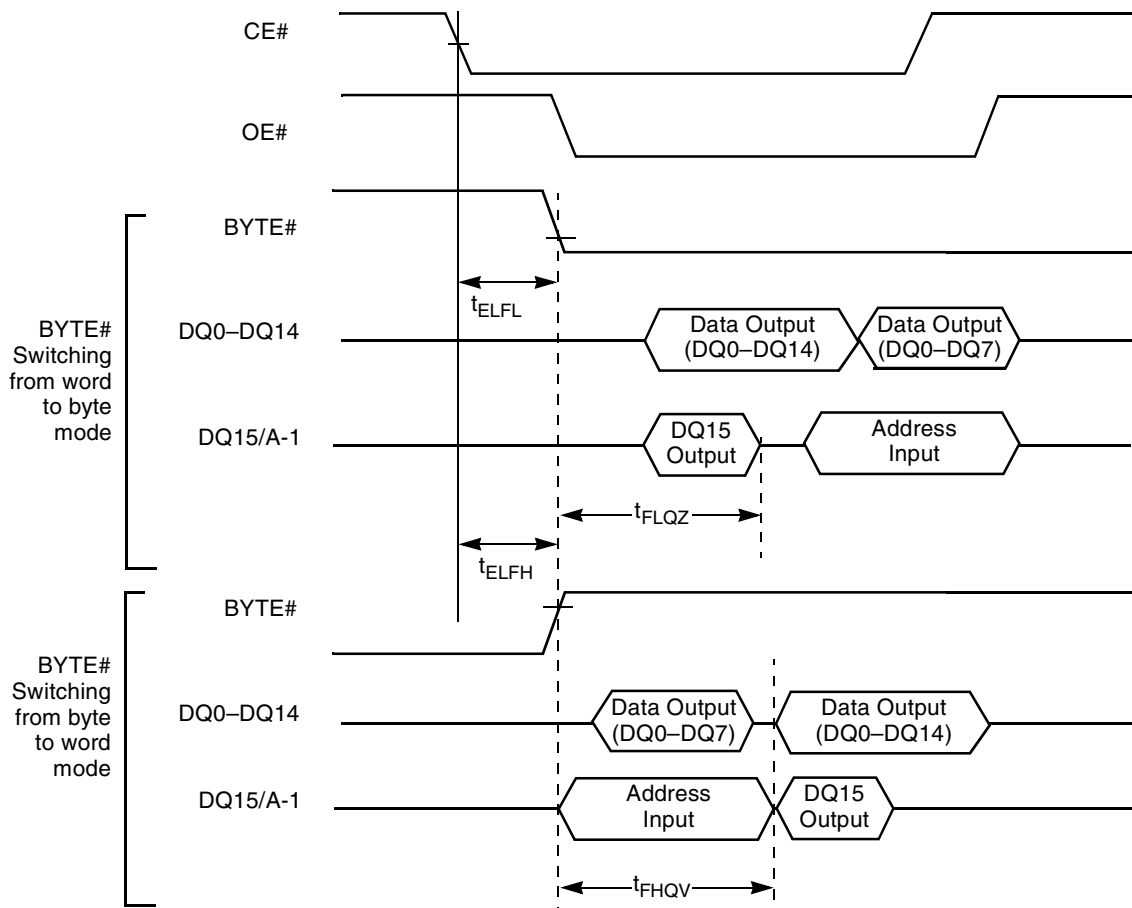 CE#
OE#
BYTE#
tELFL
BYTE#
Switching
from word
to byte
mode
DQ0–DQ14
Data Output
(DQ0–DQ14)
Data Output
(DQ0–DQ7)
DQ15/A-1
DQ15
Output
Address
Input
tFLQZ
tELFH
BYTE#
BYTE#
Switching
from byte
to word
mode
DQ0–DQ14
Data Output
(DQ0–DQ7)
Data Output
(DQ0–DQ14)
DQ15/A-1
Address
Input
DQ15
Output
tFHQV